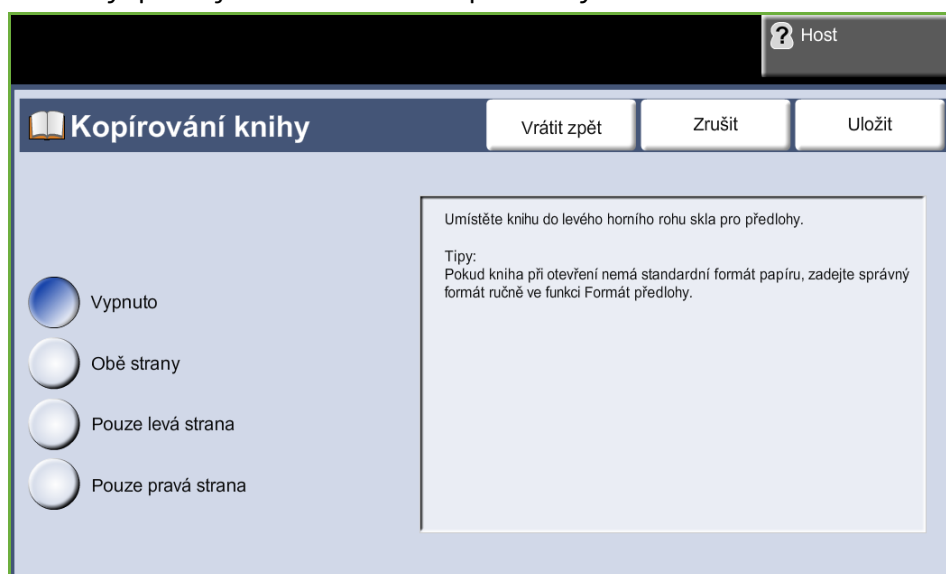 Host
Kopírování knihy
Vrátit zpět
Zrušit
Uložit
Umístěte knihu do levého horního rohu skla pro předlohy.
Tipy:
Pokud kniha při otevření nemá standardní formát papíru, zadejte správný
formát ručně ve funkci Formát předlohy.
Vypnuto
Obě strany
Pouze levá strana
Pouze pravá strana